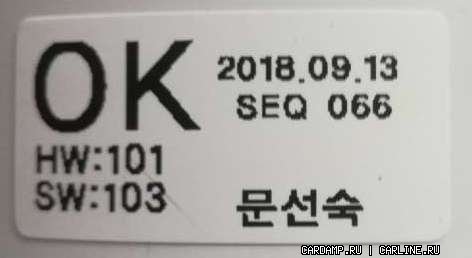 OK
2018.09.13
SEQ 066
HW:101
SW:103
문선숙
CARDAMP.RU | CARLINE.RU